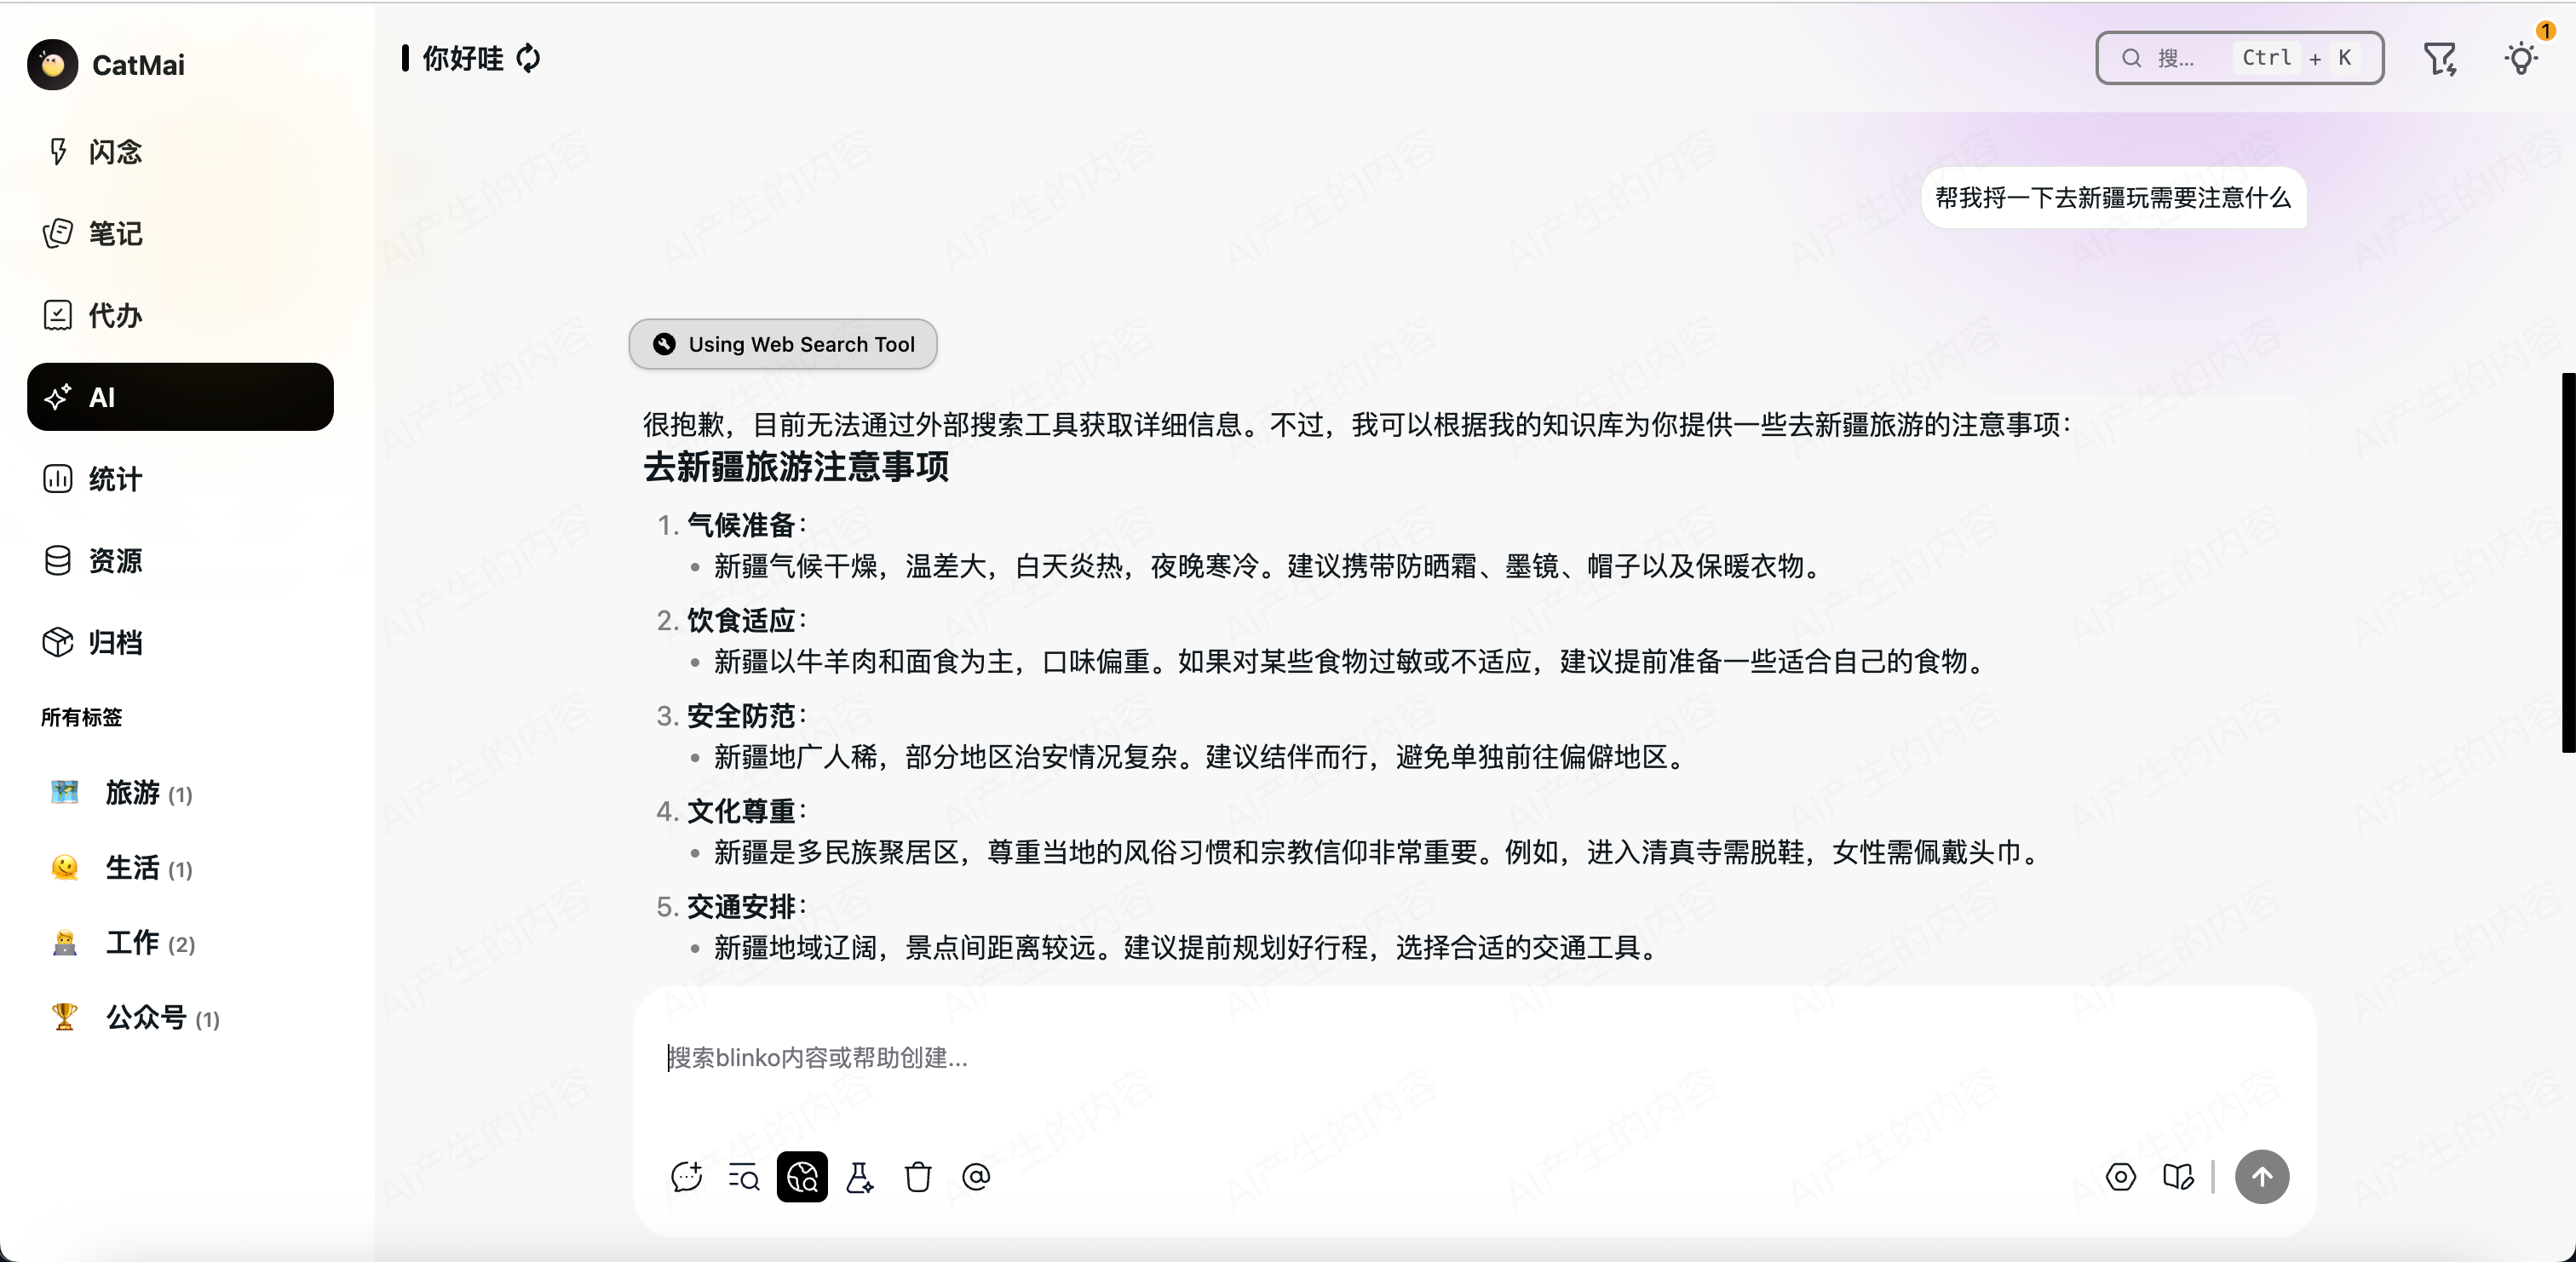 CatMai
闪念
笔记
代办
AI
统计
资源
归档
所有标签
旅游 (1)
生活 (1)
工作 (2)
公众号 (1)
你好哇
搜... Ctrl + K
1
帮我捋一下去新疆玩需要注意什么
Using Web Search Tool
很抱歉，目前无法通过外部搜索工具获取详细信息。不过，我可以根据我的知识库为你提供一些去新疆旅游的注意事项：
去新疆旅游注意事项
1. 气候准备：
• 新疆气候干燥，温差大，白天炎热，夜晚寒冷。建议携带防晒霜、墨镜、帽子以及保暖衣物。
2. 饮食适应：
• 新疆以牛羊肉和面食为主，口味偏重。如果对某些食物过敏或不适应，建议提前准备一些适合自己的食物。
3. 安全防范：
• 新疆地广人稀，部分地区治安情况复杂。建议结伴而行，避免单独前往偏僻地区。
4. 文化尊重：
• 新疆是多民族聚居区，尊重当地的风俗习惯和宗教信仰非常重要。例如，进入清真寺需脱鞋，女性需佩戴头巾。
5. 交通安排：
• 新疆地域辽阔，景点间距离较远。建议提前规划好行程，选择合适的交通工具。
搜索blinko内容或帮助创建...
AI产生的内容